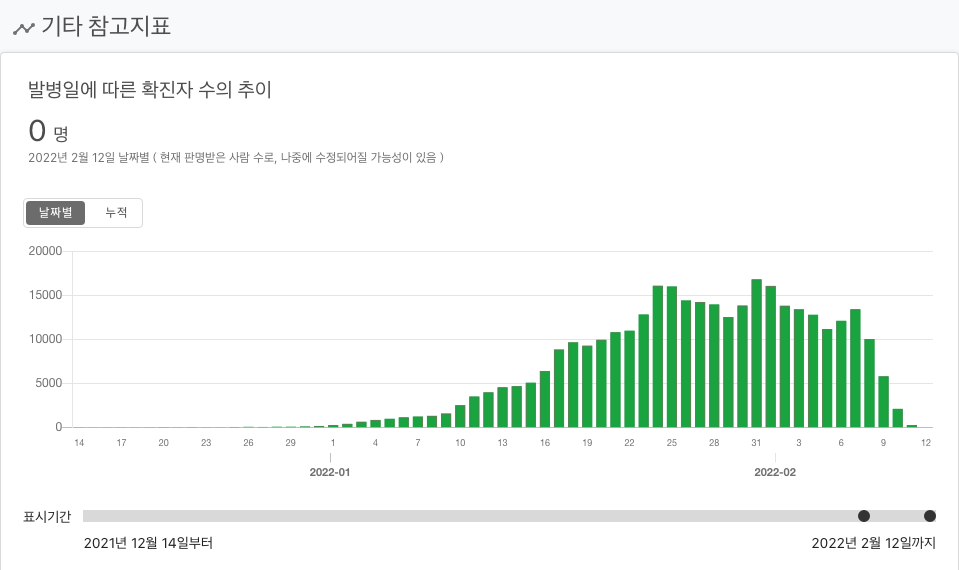 기타 참고지표
발병일에 따른 확진자 수의 추이
0 명
2022년 2월 12일 날짜별 ( 현재 판명받은 사람 수로, 나중에 수정되어질 가능성이 있음 )
날짜별 누적
20000
15000
10000
5000
0
14 17 20 23 26 29 1 4 7 10 13 16 19 22 25 28 31 3 6 9 12
2022-01 2022-02
표시기간
2021년 12월 14일부터 2022년 2월 12일까지